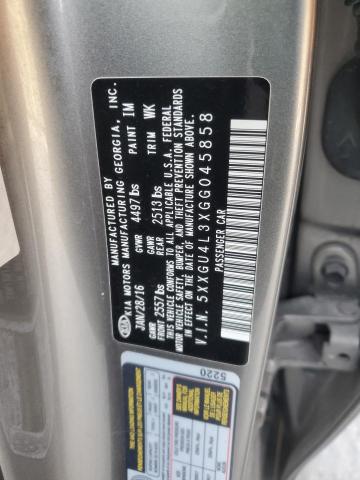 MANUFACTURED BY
KIA KIA MOTORS MANUFACTURING GEORGIA, INC.
JAN/28/16 GVWR 4497 lbs PAINT IM
GAWR FRONT 2557 lbs GAWR REAR 2513 lbs TRIM WK
THIS VEHICLE CONFORMS TO ALL APPLICABLE U.S.A. FEDERAL
MOTOR VEHICLE SAFETY, BUMPER AND THEFT PREVENTION STANDARDS
IN EFFECT ON THE DATE OF MANUFACTURE SHOWN ABOVE.
V.I.N. 5XXGU4L3XGG045858
PASSENGER CAR
5220